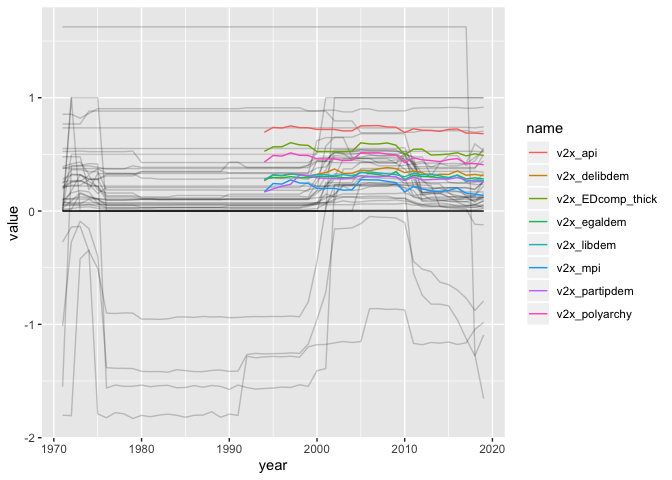 1
0
-1
-2
value
1970
1980
1990
2000
2010
2020
year
name
v2x_api
v2x_delibdem
v2x_EDcomp_thick
v2x_egaldem
v2x_libdem
v2x_mpi
v2x_partipdem
v2x_polyarchy